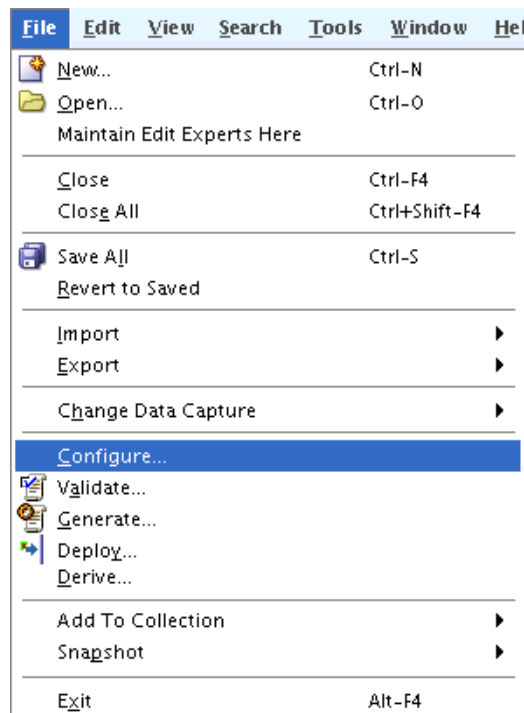 File Edit View Search Tools Window Hel
New... Ctrl-N
Open... Ctrl-O
Maintain Edit Experts Here
Close Ctrl-F4
Close All Ctrl+Shift-F4
Save All Ctrl-S
Revert to Saved
Import
Export
Change Data Capture
Configure...
Validate...
Generate...
Deploy...
Derive...
Add To Collection
Snapshot
Exit Alt-F4